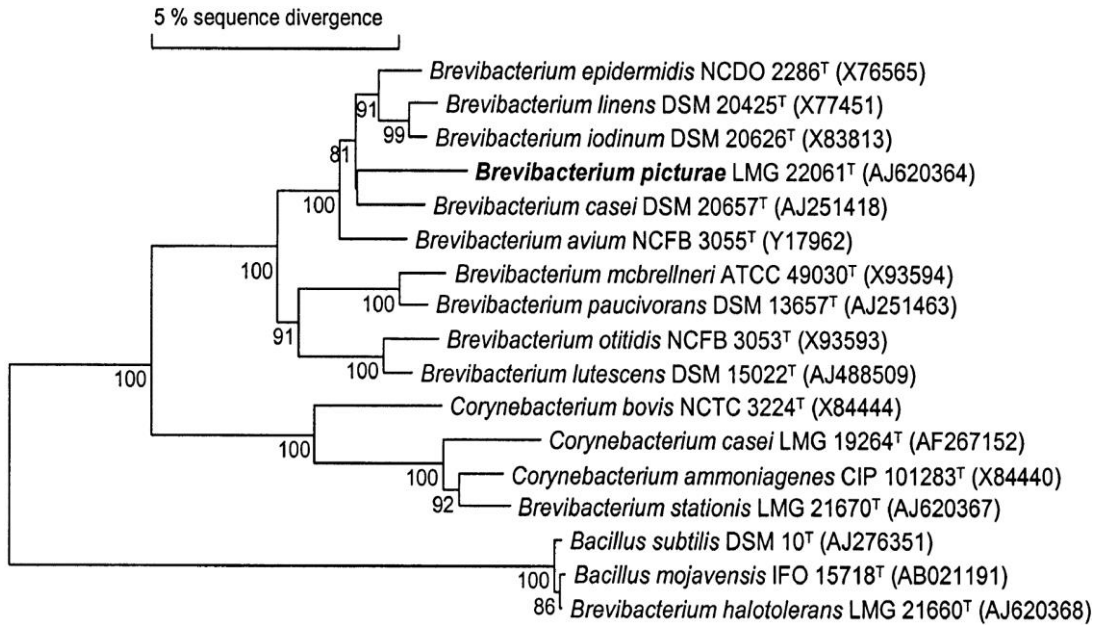 5 % sequence divergence
Brevibacterium epidermidis NCDO 2286ᵀ (X76565)
91
Brevibacterium linens DSM 20425ᵀ (X77451)
99
Brevibacterium iodinum DSM 20626ᵀ (X83813)
81
Brevibacterium picturae LMG 22061ᵀ (AJ620364)
100
Brevibacterium casei DSM 20657ᵀ (AJ251418)
Brevibacterium avium NCFB 3055ᵀ (Y17962)
100
Brevibacterium mcbrellneri ATCC 49030ᵀ (X93594)
100
Brevibacterium paucivorans DSM 13657ᵀ (AJ251463)
91
Brevibacterium otitidis NCFB 3053ᵀ (X93593)
100
Brevibacterium lutescens DSM 15022ᵀ (AJ488509)
100
Corynebacterium bovis NCTC 3224ᵀ (X84444)
100
Corynebacterium casei LMG 19264ᵀ (AF267152)
100
Corynebacterium ammoniagenes CIP 101283ᵀ (X84440)
92
Brevibacterium stationis LMG 21670ᵀ (AJ620367)
Bacillus subtilis DSM 10ᵀ (AJ276351)
100
Bacillus mojavensis IFO 15718ᵀ (AB021191)
86
Brevibacterium halotolerans LMG 21660ᵀ (AJ620368)